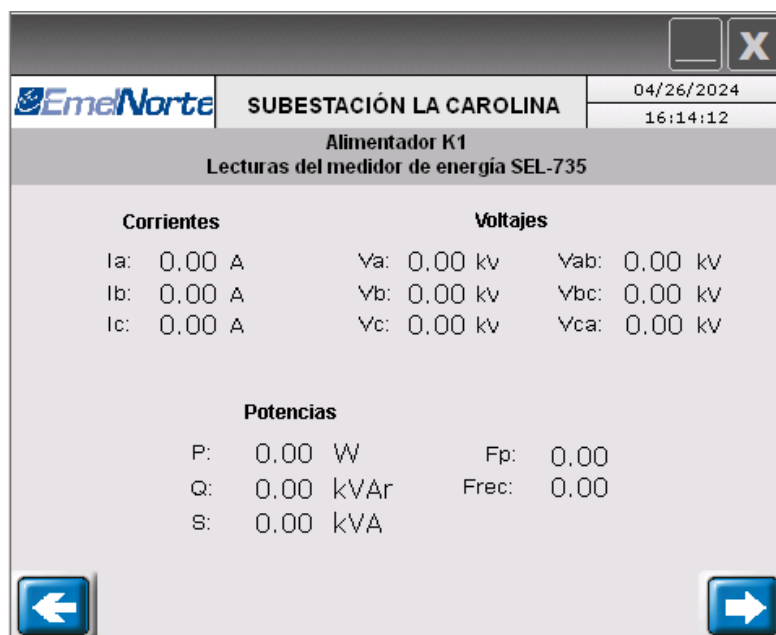 X
EmelNorte
SUBESTACIÓN LA CAROLINA
04/26/2024
16:14:12
Alimentador K1
Lecturas del medidor de energía SEL-735
Corrientes
Voltajes
Ia: 0.00 A Va: 0.00 kv Vab: 0.00 kV
Ib: 0.00 A Vb: 0.00 kv Vbc: 0.00 kV
Ic: 0.00 A Vc: 0.00 kv Vca: 0.00 kV
Potencias
P: 0.00 W Fp: 0.00
Q: 0.00 kVAr Frec: 0.00
S: 0.00 kVA